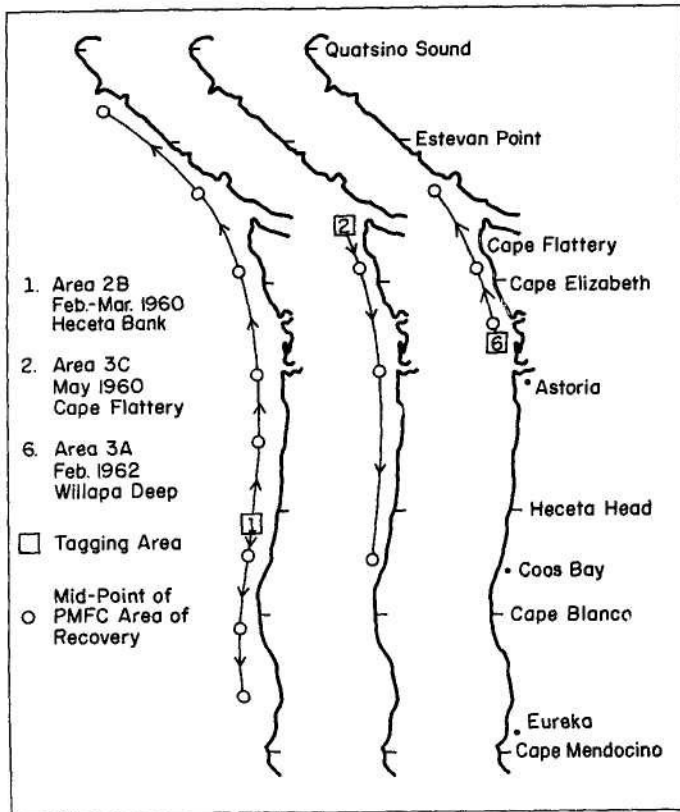 Quatsino Sound
Estevan Point
2
Cape Flattery
Cape Elizabeth
6
Astoria
1. Area 2B
Feb.-Mar. 1960
Heceta Bank
2. Area 3C
May 1960
Cape Flattery
6. Area 3A
Feb. 1962
Willapa Deep
1
Tagging Area
Mid-Point of
PMFC Area of
Recovery
Heceta Head
Coos Bay
Cape Blanco
Eureka
Cape Mendocino